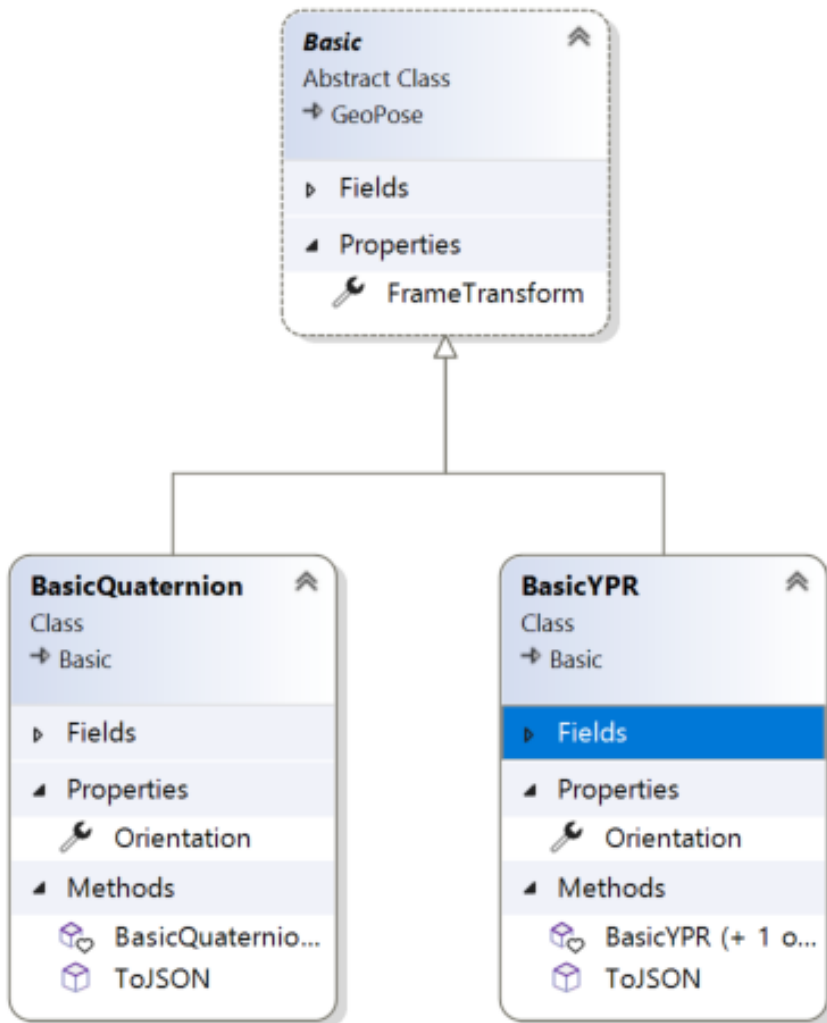 Basic
Abstract Class
GeoPose
Fields
Properties
FrameTransform
BasicQuaternion
Class
Basic
Fields
Properties
Orientation
Methods
BasicQuaternio...
ToJSON
BasicYPR
Class
Basic
Fields
Properties
Orientation
Methods
BasicYPR (+ 1 o...
ToJSON